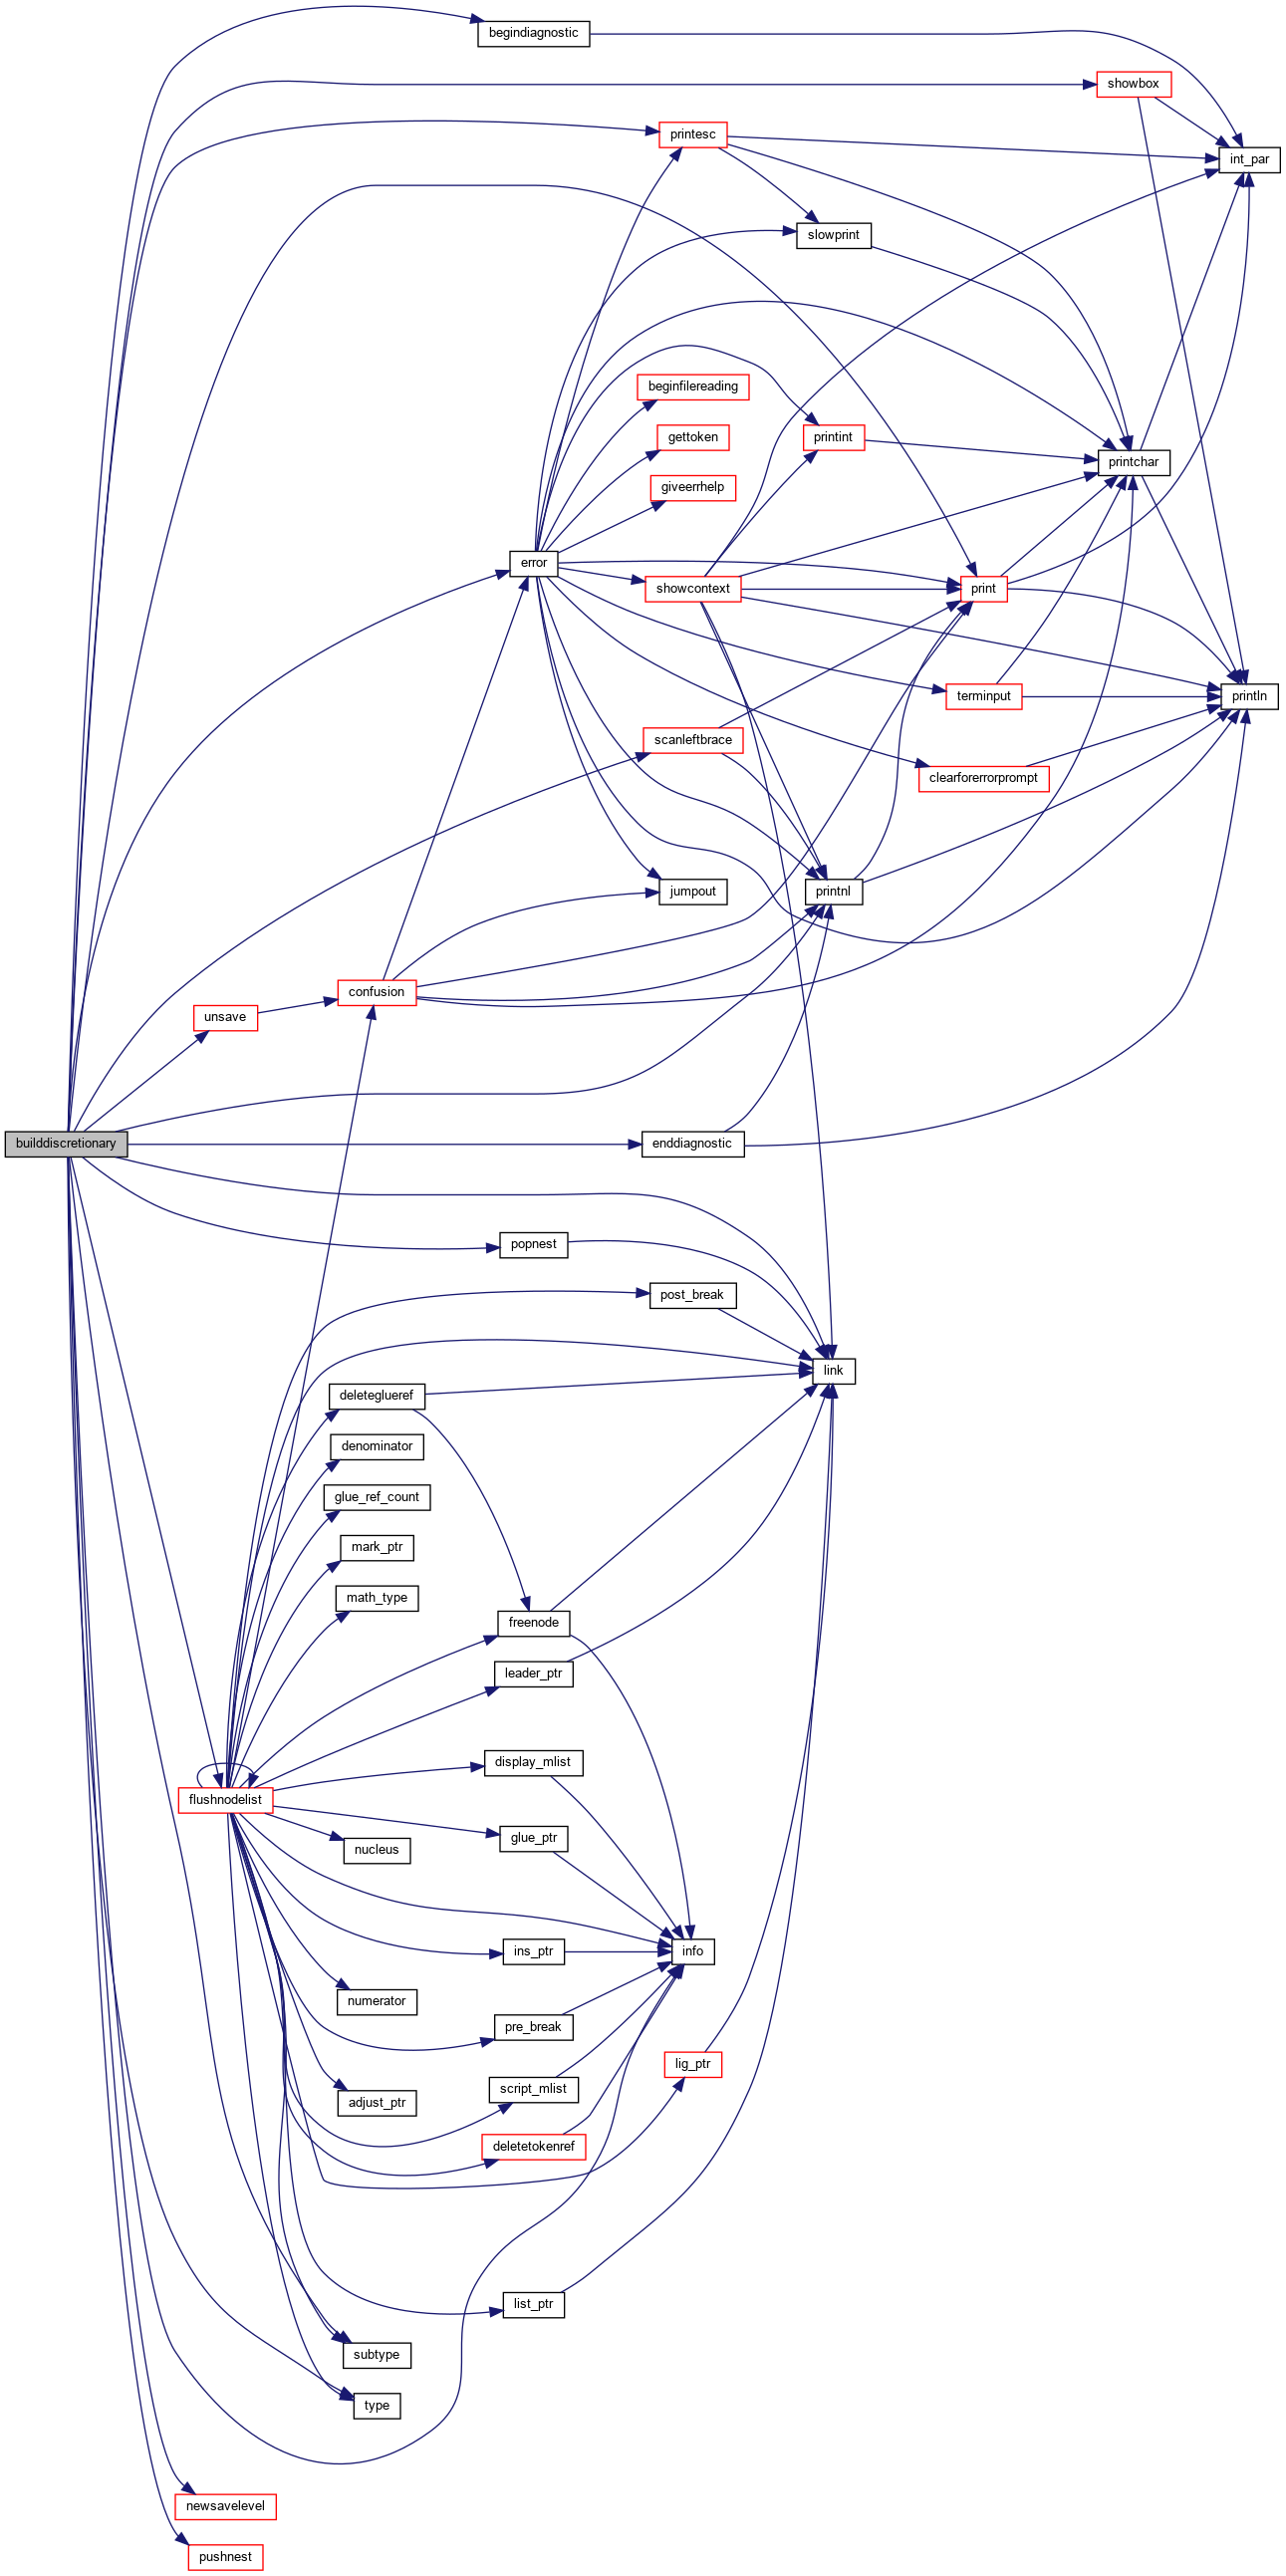 begindiagnostic
showbox
printesc
int_par
slowprint
beginfilereading
gettoken
printint
printchar
giveerrhelp
error
showcontext
print
terminput
println
scanleftbrace
clearforerrorprompt
jumpout
printnl
confusion
unsave
builddiscretionary
enddiagnostic
popnest
post_break
link
deleteglueref
denominator
glue_ref_count
mark_ptr
math_type
freenode
leader_ptr
display_mlist
flushnodelist
glue_ptr
nucleus
ins_ptr
info
numerator
pre_break
lig_ptr
script_mlist
adjust_ptr
deletetokenref
list_ptr
subtype
type
newsavelevel
pushnest